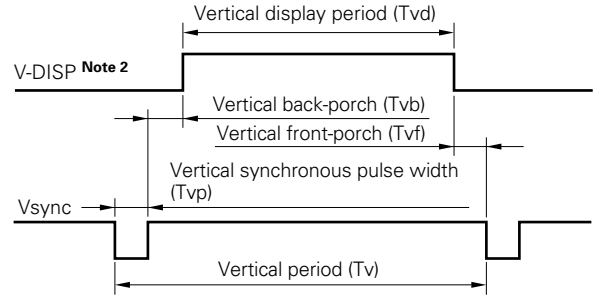 Vertical display period (Tvd)
V-DISP Note 2
Vertical back-porch (Tvb)
Vertical front-porch (Tvf)
Vertical synchronous pulse width
(Tvp)
Vsync
Vertical period (Tv)